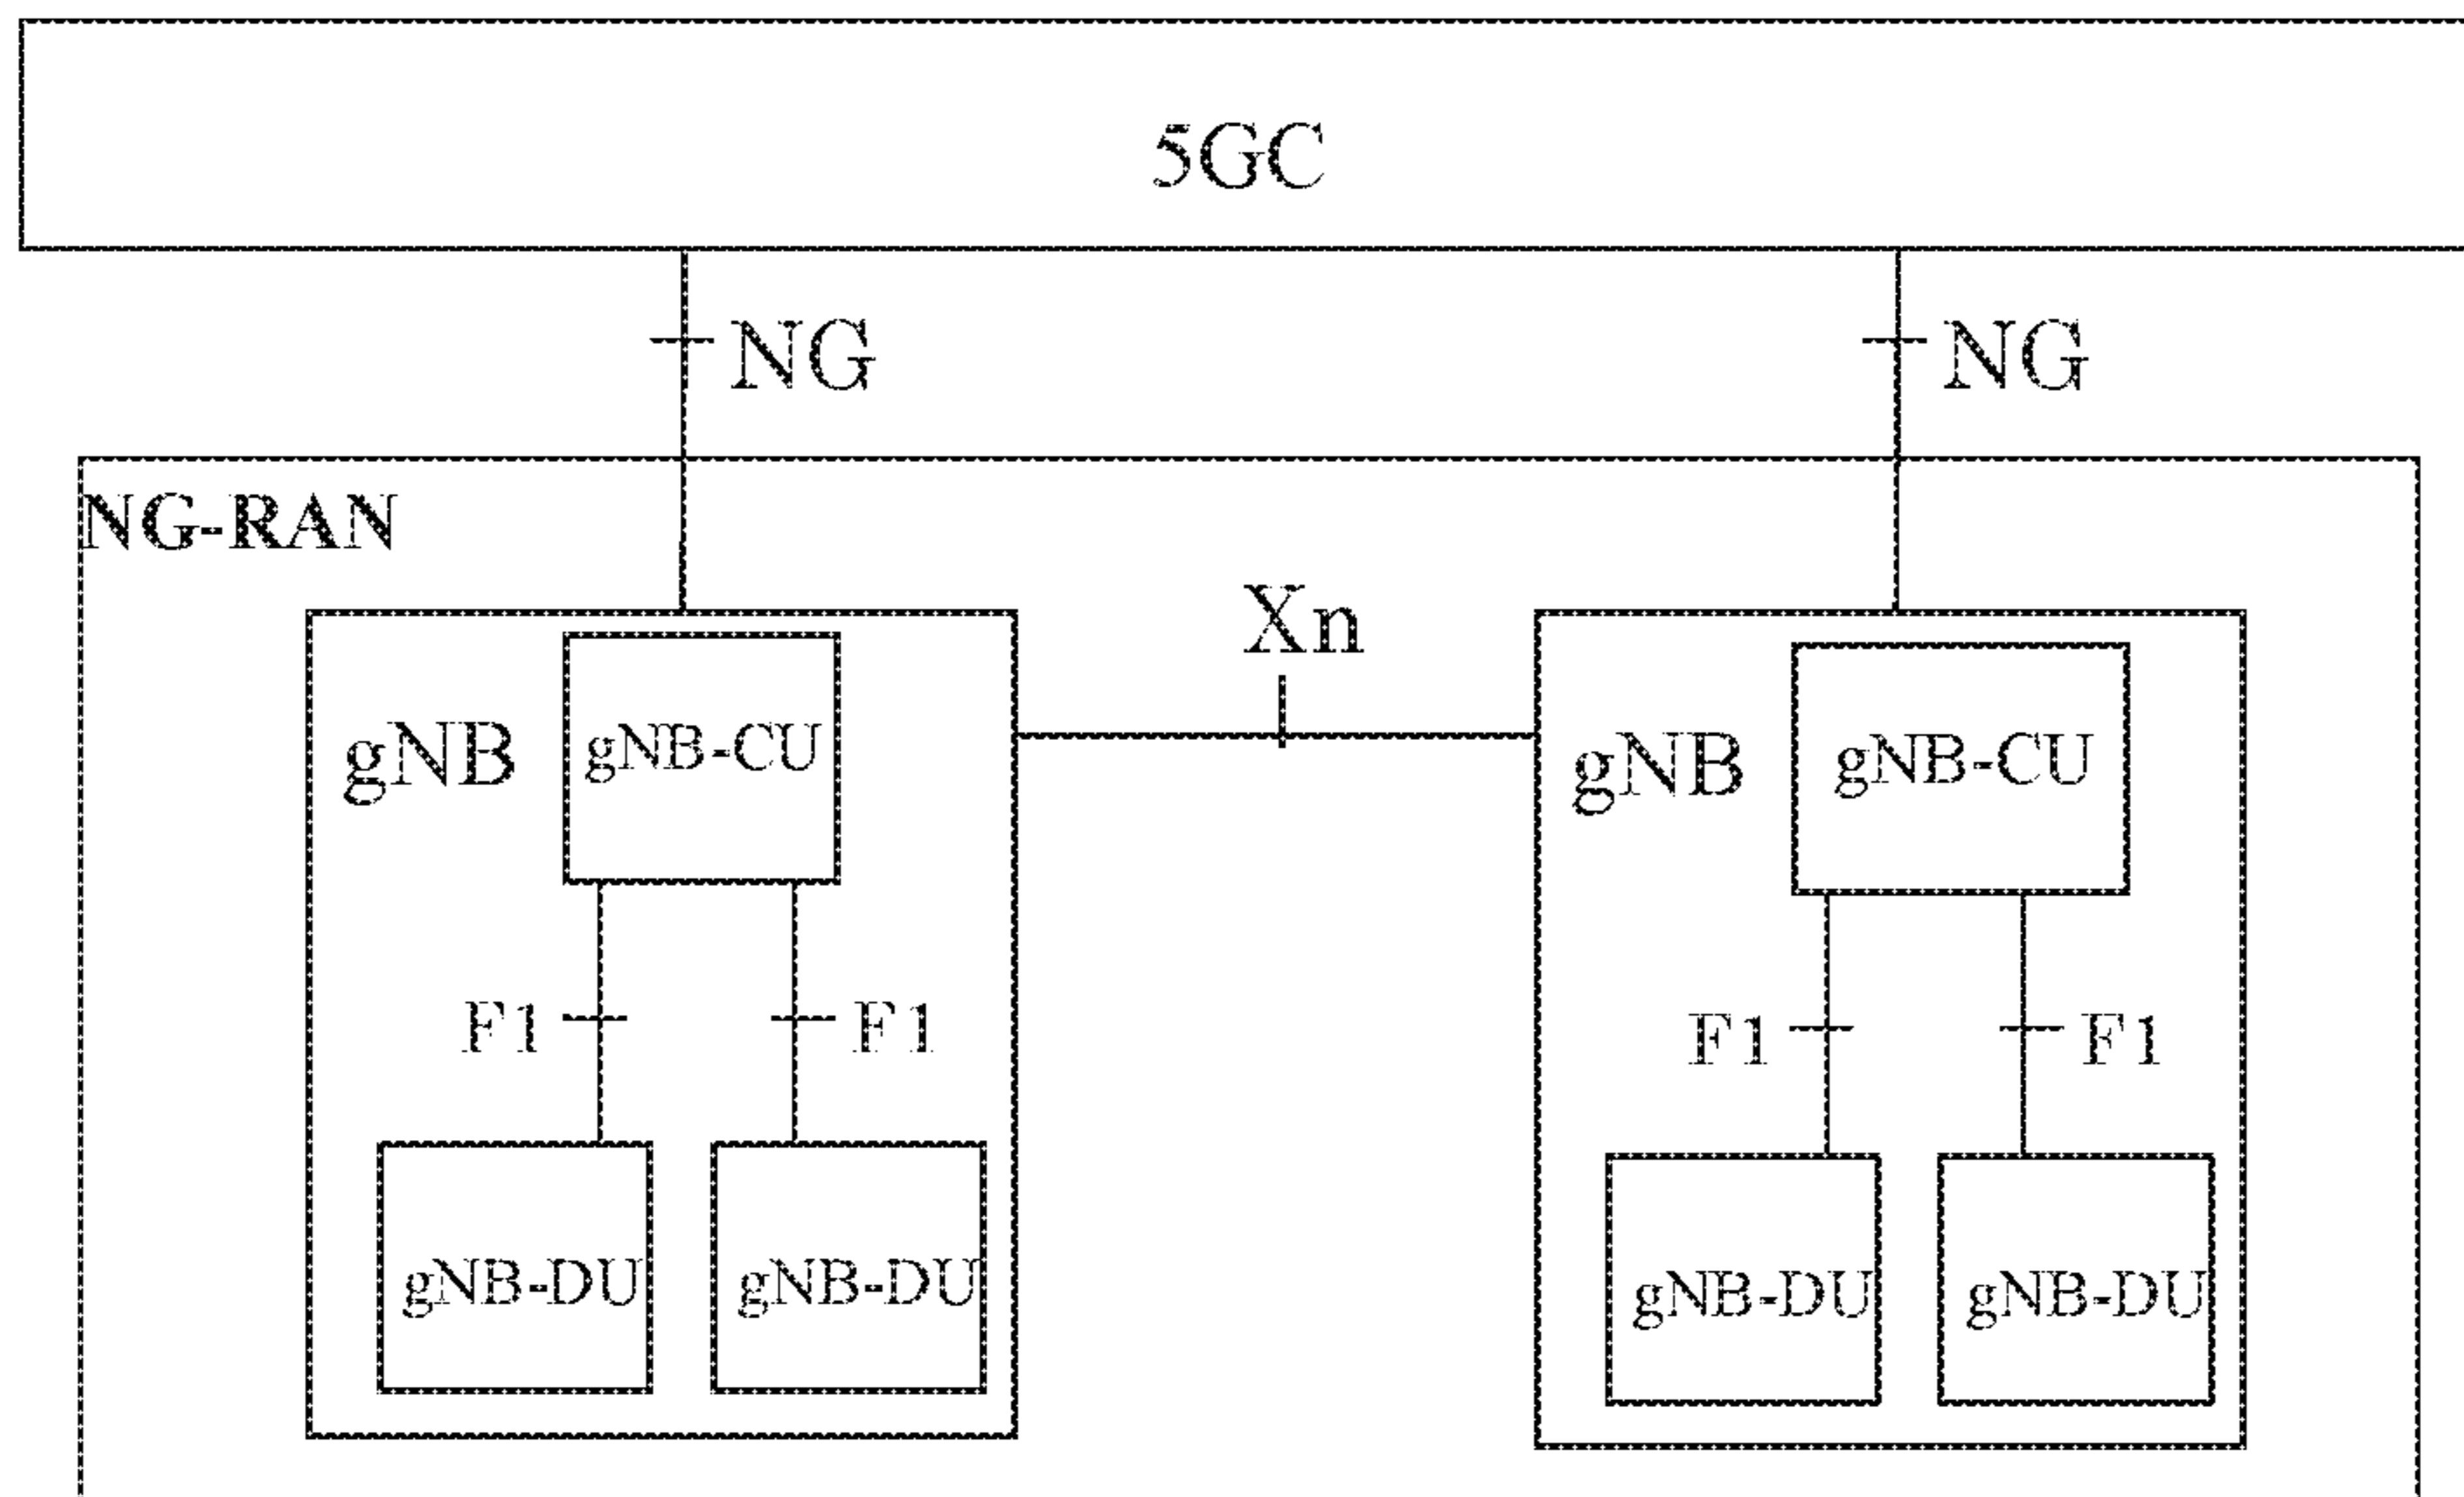 5GC
NG
NG
NG-RAN
Xn
gNB
gNB-CU
gNB
gNB-CU
F1
F1
F1
F1
gNB-DU
gNB-DU
gNB-DU
gNB-DU